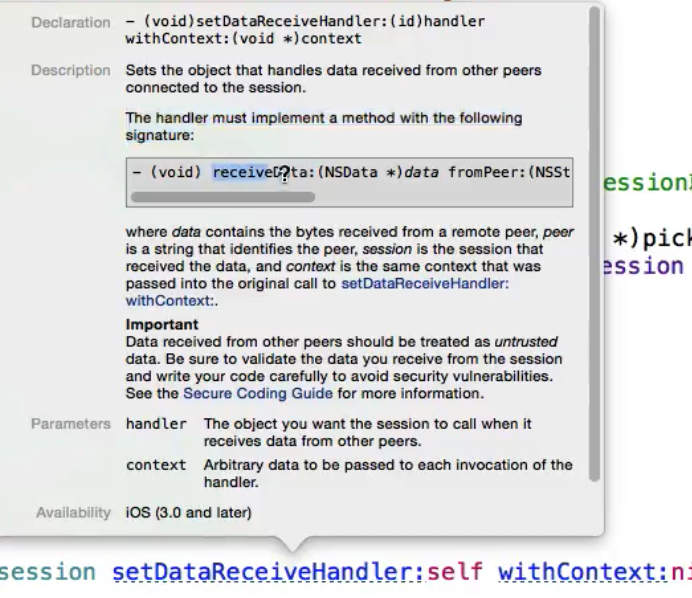 Declaration - (void)setDataReceiveHandler:(id)handler
withContext:(void *)context
Description Sets the object that handles data received from other peers
connected to the session.
The handler must implement a method with the following
signature:
- (void) receiveData:(NSData *)data fromPeer:(NSSt
where data contains the bytes received from a remote peer, peer
is a string that identifies the peer, session is the session that
received the data, and context is the same context that was
passed into the original call to setDataReceiveHandler:
withContext:.
Important
Data received from other peers should be treated as untrusted
data. Be sure to validate the data you receive from the session
and write your code carefully to avoid security vulnerabilities.
See the Secure Coding Guide for more information.
Parameters handler The object you want the session to call when it
receives data from other peers.
context Arbitrary data to be passed to each invocation of the
handler.
Availability iOS (3.0 and later)
ession
*)pick
ession
session setDataReceiveHandler:self withContext:ni